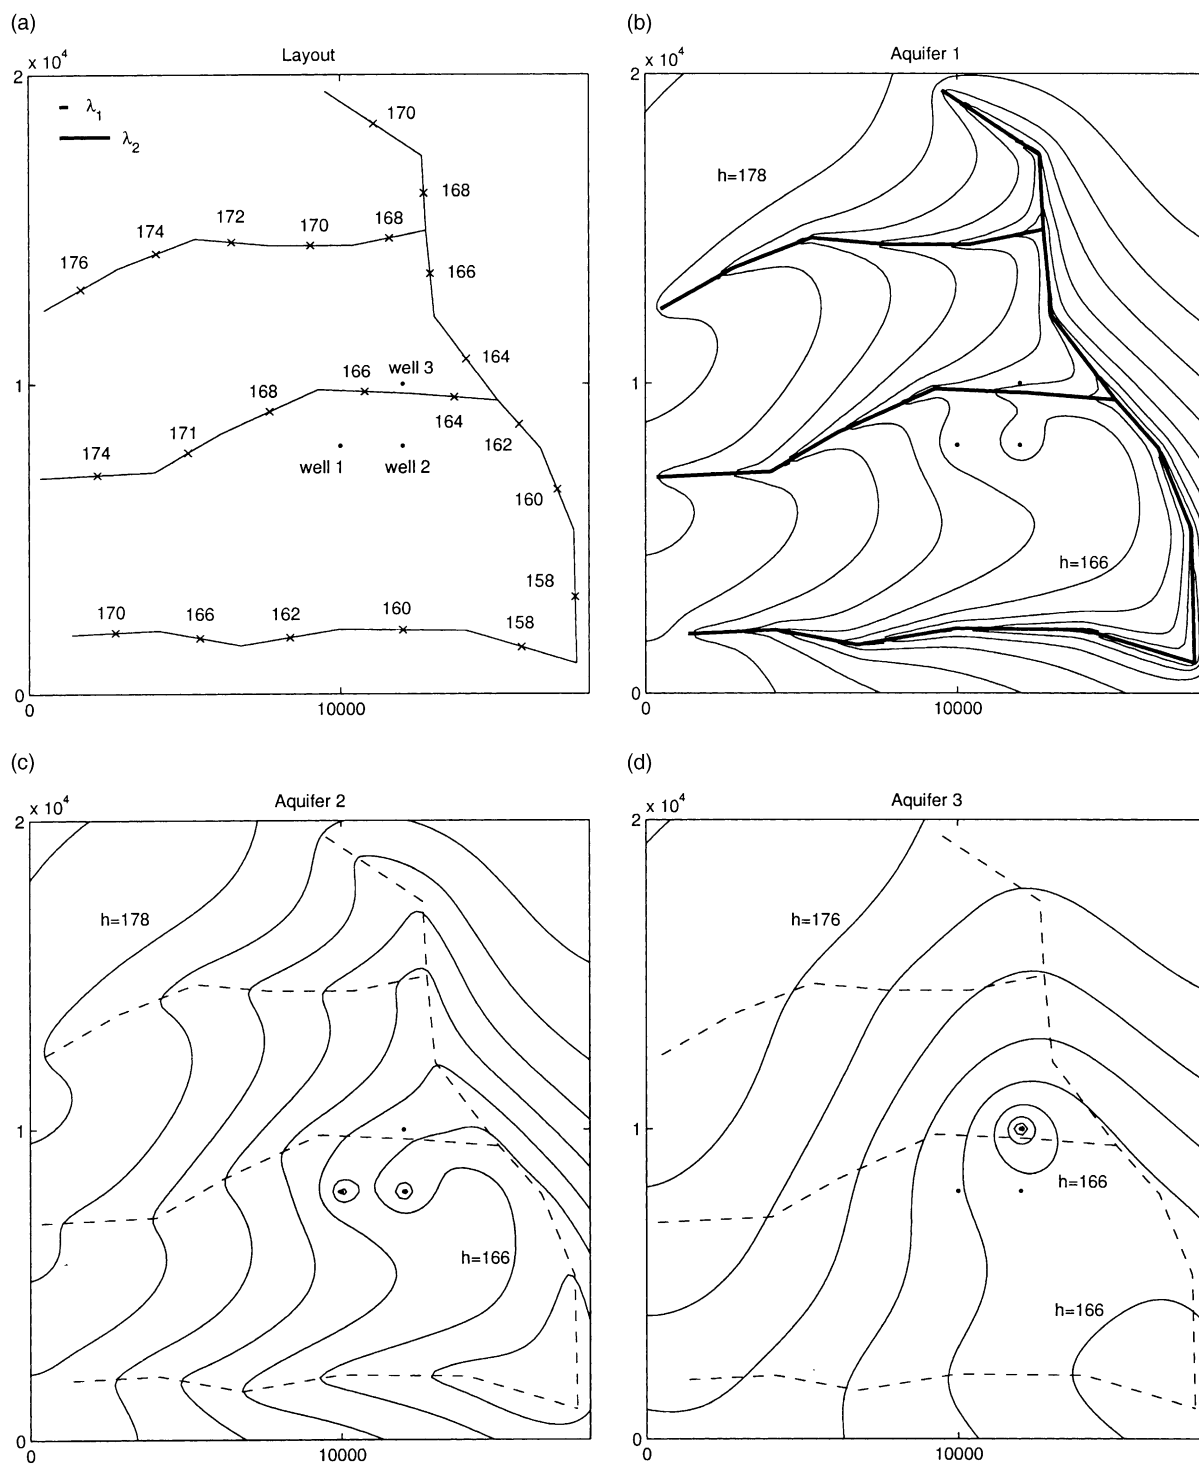 (a)
Layout
x 10^4
2
λ_1
λ_2
170
168
172
170
168
174
176
166
164
well 3
166
168
164
162
171
174
well 1
well 2
160
158
170
166
162
160
158
1
0
0
10000
(b)
Aquifer 1
x 10^4
2
h=178
1
h=166
0
0
10000
(c)
Aquifer 2
x 10^4
2
h=178
1
h=166
0
0
10000
(d)
Aquifer 3
x 10^4
2
h=176
1
h=166
h=166
0
0
10000